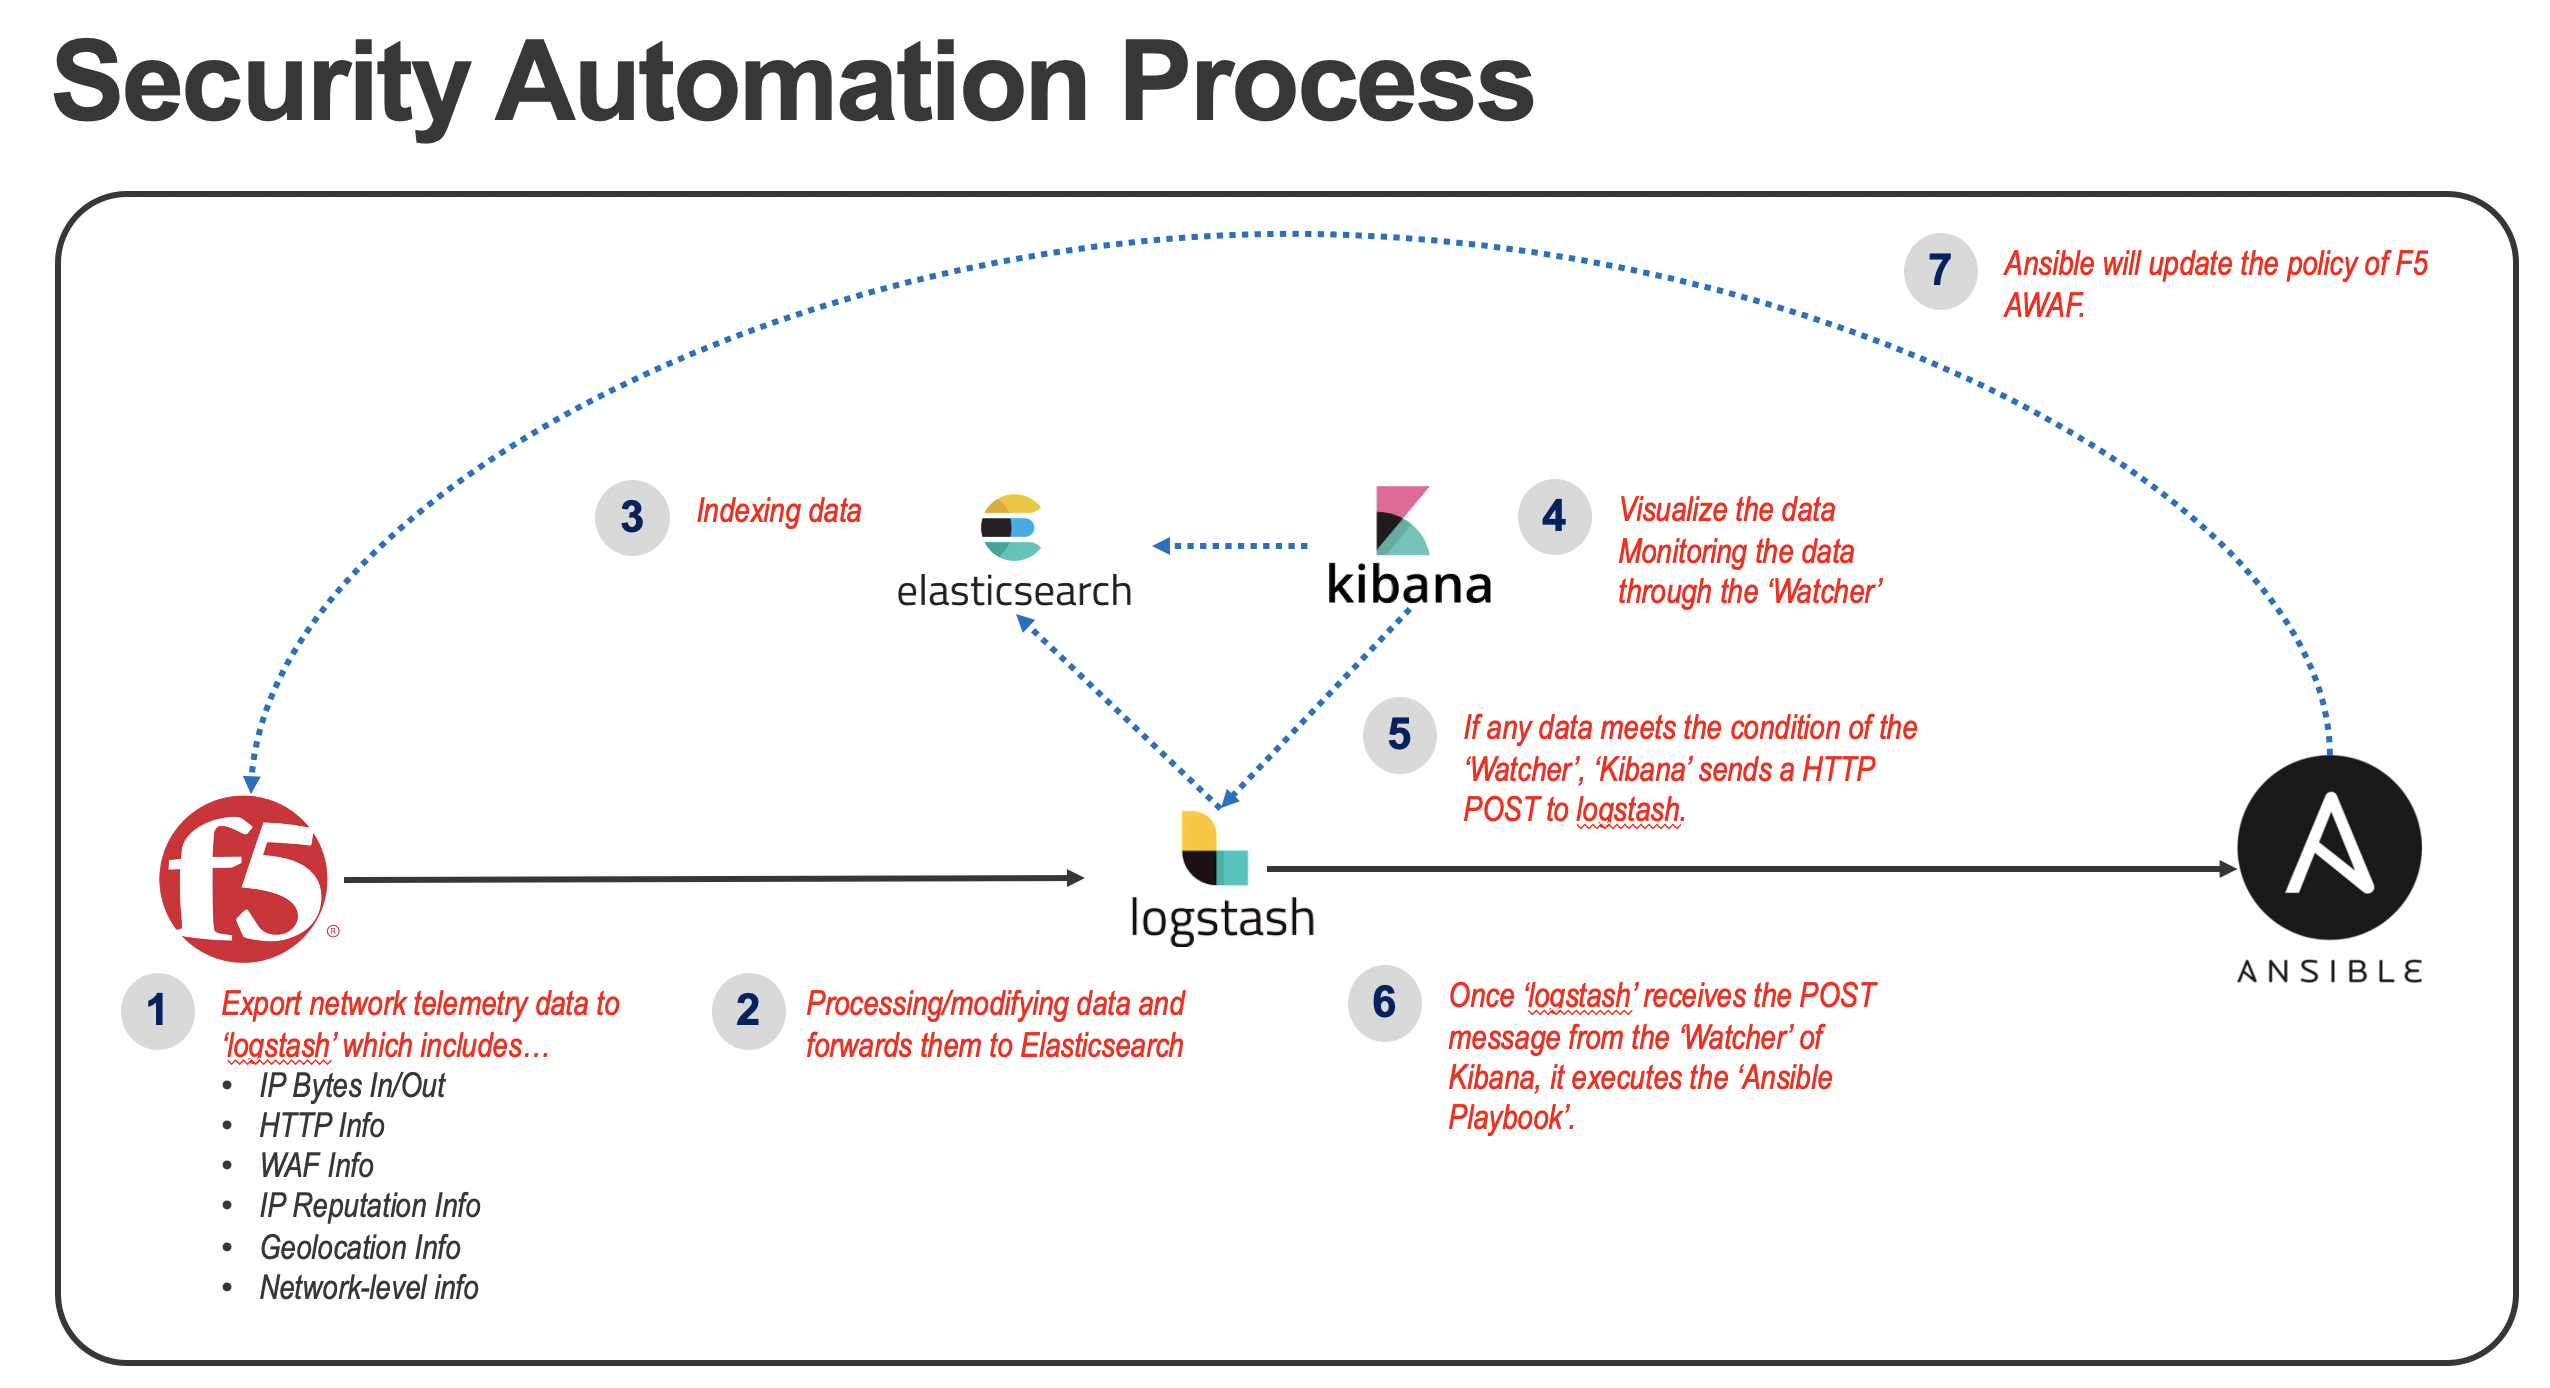 Security Automation Process
7
Ansible will update the policy of F5
AWAF.
3
Indexing data
elasticsearch
kibana
4
Visualize the data
Monitoring the data
through the ‘Watcher’
5
If any data meets the condition of the
‘Watcher’, ‘Kibana’ sends a HTTP
POST to logstash.
f5
®
logstash
ANSIBLE
1
Export network telemetry data to
‘logstash’ which includes…
• IP Bytes In/Out
• HTTP Info
• WAF Info
• IP Reputation Info
• Geolocation Info
• Network-level info
2
Processing/modifying data and
forwards them to Elasticsearch
6
Once ‘logstash’ receives the POST
message from the ‘Watcher’ of
Kibana, it executes the ‘Ansible
Playbook’.